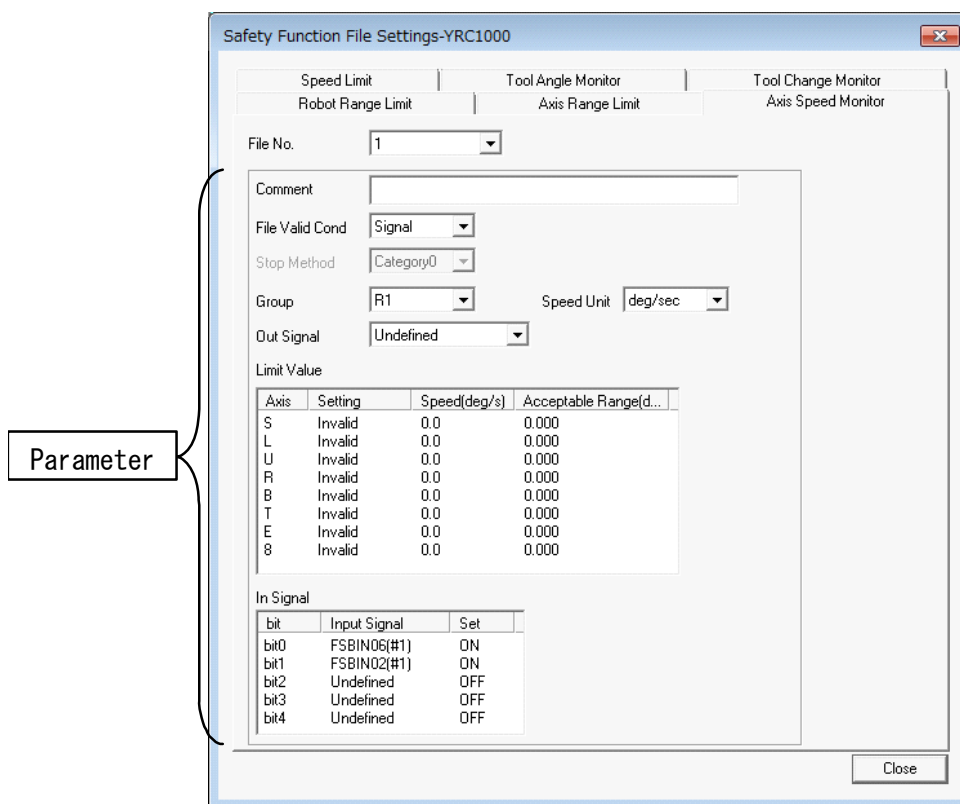 Safety Function File Settings-YRC1000
Speed Limit Tool Angle Monitor Tool Change Monitor
Robot Range Limit Axis Range Limit Axis Speed Monitor
File No. 1
Comment
File Valid Cond Signal
Stop Method Category0
Group R1 Speed Unit deg/sec
Out Signal Undefined
Limit Value
Axis Setting Speed(deg/s) Acceptable Range(d...
S Invalid 0.0 0.000
L Invalid 0.0 0.000
U Invalid 0.0 0.000
R Invalid 0.0 0.000
B Invalid 0.0 0.000
T Invalid 0.0 0.000
E Invalid 0.0 0.000
8 Invalid 0.0 0.000
Parameter
In Signal
bit Input Signal Set
bit0 FSBIN06(#1) ON
bit1 FSBIN02(#1) ON
bit2 Undefined OFF
bit3 Undefined OFF
bit4 Undefined OFF
Close